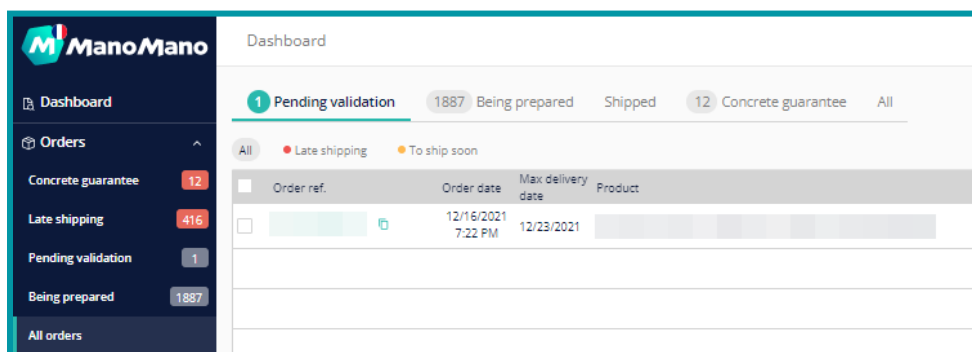 ManoMano
Dashboard
Dashboard
1 Pending validation 1887 Being prepared Shipped 12 Concrete guarantee All
Orders
All Late shipping To ship soon
Concrete guarantee 12
Order ref. Order date Max delivery date Product
Late shipping 416
12/16/2021 7:22 PM 12/23/2021
Pending validation 1
Being prepared 1887
All orders